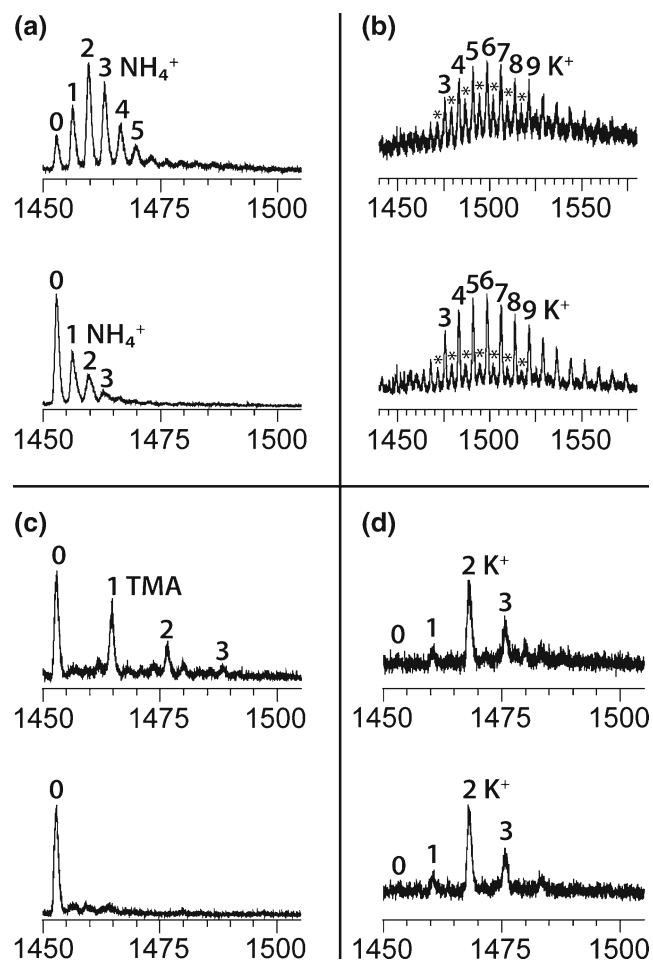 (a)
0 1 2 3 NH₄⁺ 4 5
1450 1475 1500
0 1 NH₄⁺ 2 3
1450 1475 1500
(b)
3 4 5 6 7 8 9 K⁺
* * * * * *
1450 1500 1550
3 4 5 6 7 8 9 K⁺
* * * * * *
1450 1500 1550
(c)
0 1 TMA 2 3
1450 1475 1500
0
1450 1475 1500
(d)
0 1 2 K⁺ 3
1450 1475 1500
0 1 2 K⁺ 3
1450 1475 1500